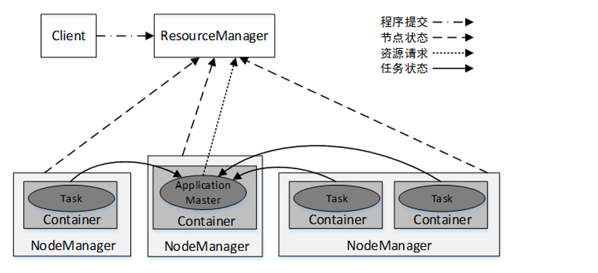 Client
ResourceManager
程序提交
节点状态
资源请求
任务状态
Task
Container
NodeManager
Application
Master
Container
NodeManager
Task
Container
Task
Container
NodeManager